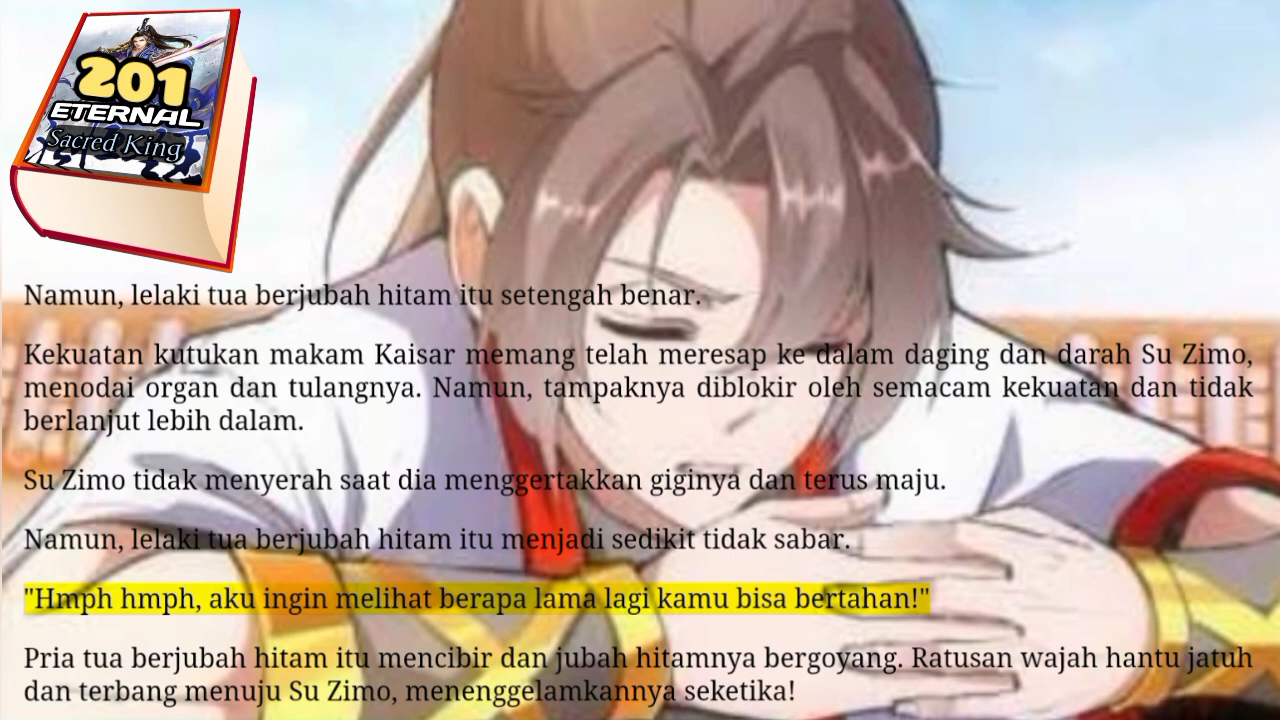 201
ETERNAL
Sacred King
Namun, lelaki tua berjubah hitam itu setengah benar.
Kekuatan kutukan makam Kaisar memang telah meresap ke dalam daging dan darah Su Zimo,
menodai organ dan tulangnya. Namun, tampaknya diblokir oleh semacam kekuatan dan tidak
berlanjut lebih dalam.
Su Zimo tidak menyerah saat dia menggertakkan giginya dan terus maju.
Namun, lelaki tua berjubah hitam itu menjadi sedikit tidak sabar.
"Hmph hmph, aku ingin melihat berapa lama lagi kamu bisa bertahan!"
Pria tua berjubah hitam itu mencibir dan jubah hitamnya bergoyang. Ratusan wajah hantu jatuh
dan terbang menuju Su Zimo, menenggelamkannya seketika!